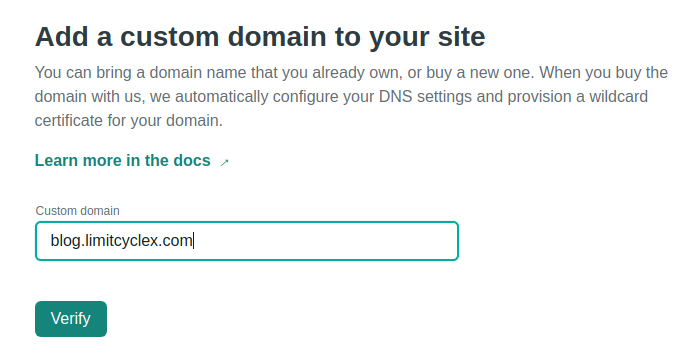 Add a custom domain to your site
You can bring a domain name that you already own, or buy a new one. When you buy the
domain with us, we automatically configure your DNS settings and provision a wildcard
certificate for your domain.
Learn more in the docs ↗
Custom domain
blog.limitcyclex.com
Verify